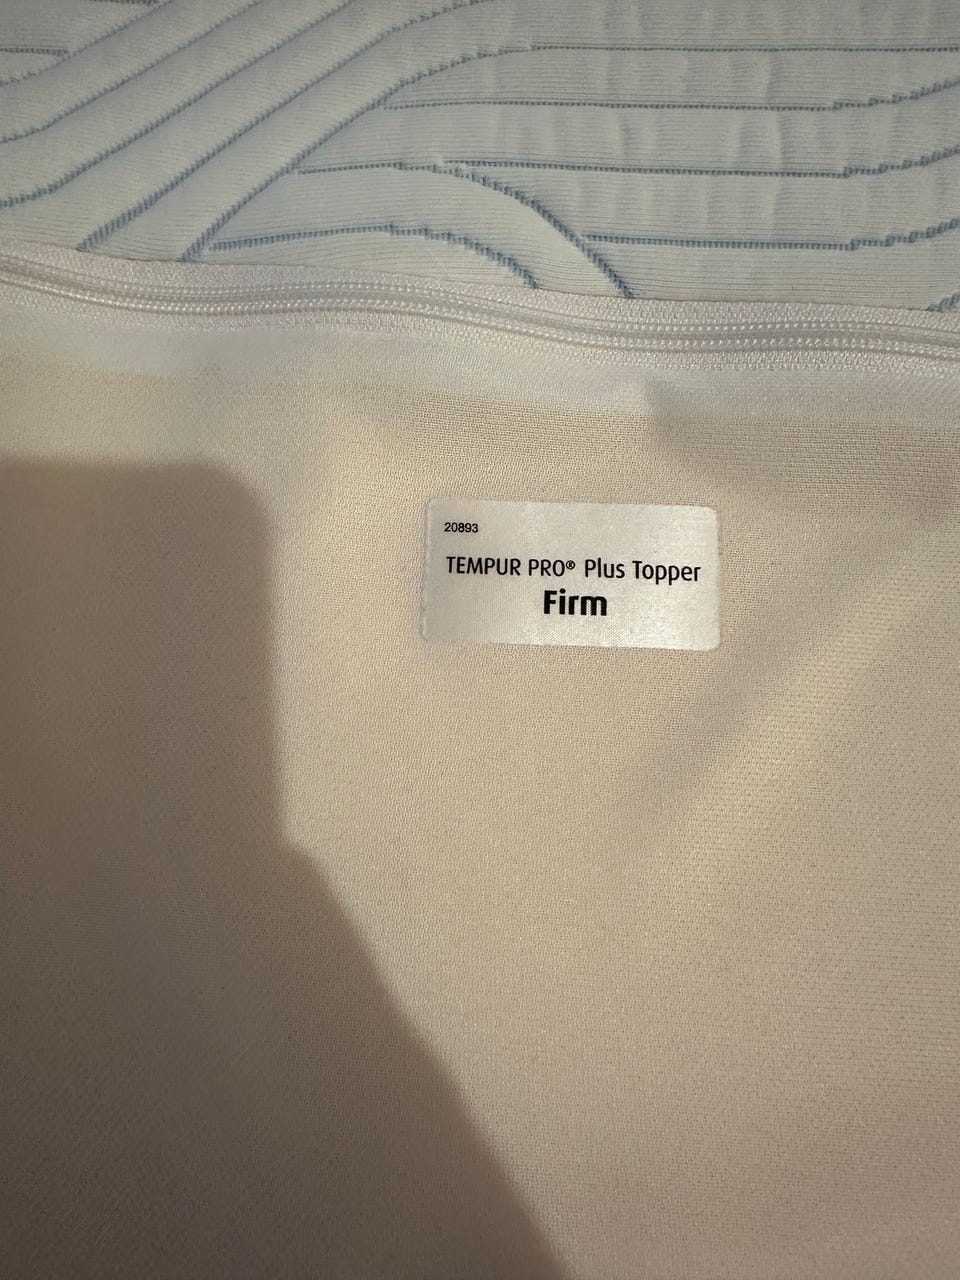 20893
TEMPUR PRO® Plus Topper
Firm